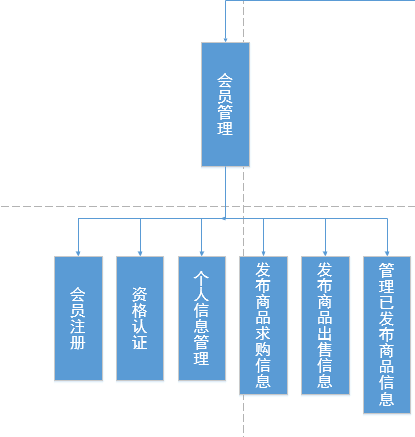 会员管理
会员注册
资格认证
个人信息管理
发布商品求购信息
发布商品出售信息
管理已发布商品信息